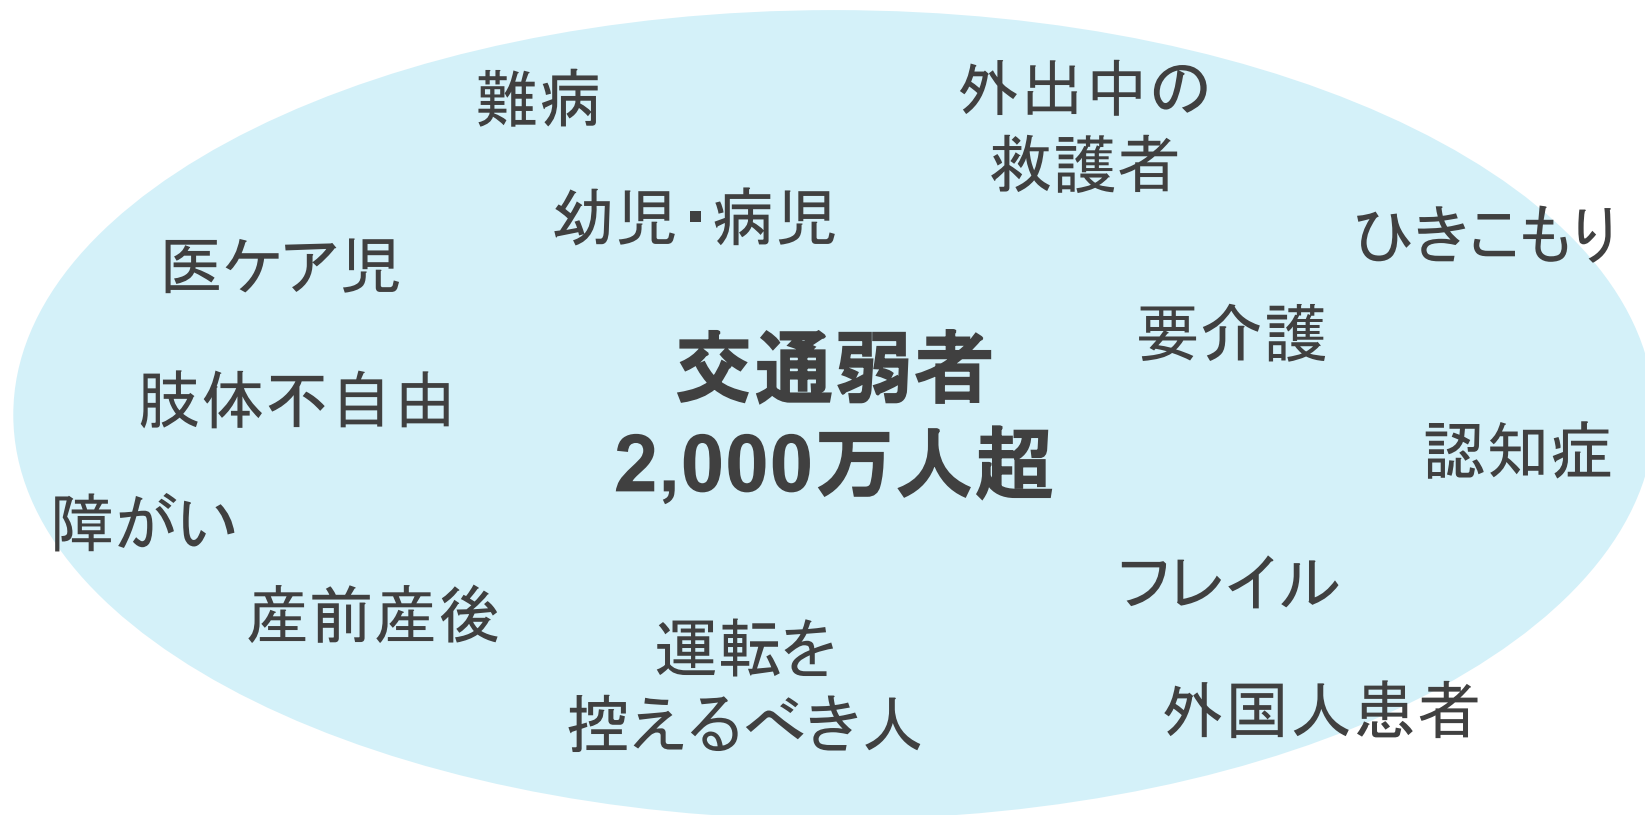 難病
外出中の
救護者
幼児・病児
ひきこもり
医ケア児
要介護
交通弱者
肢体不自由
2,000万人超
認知症
障がい
フレイル
産前産後
運転を
控えるべき人
外国人患者